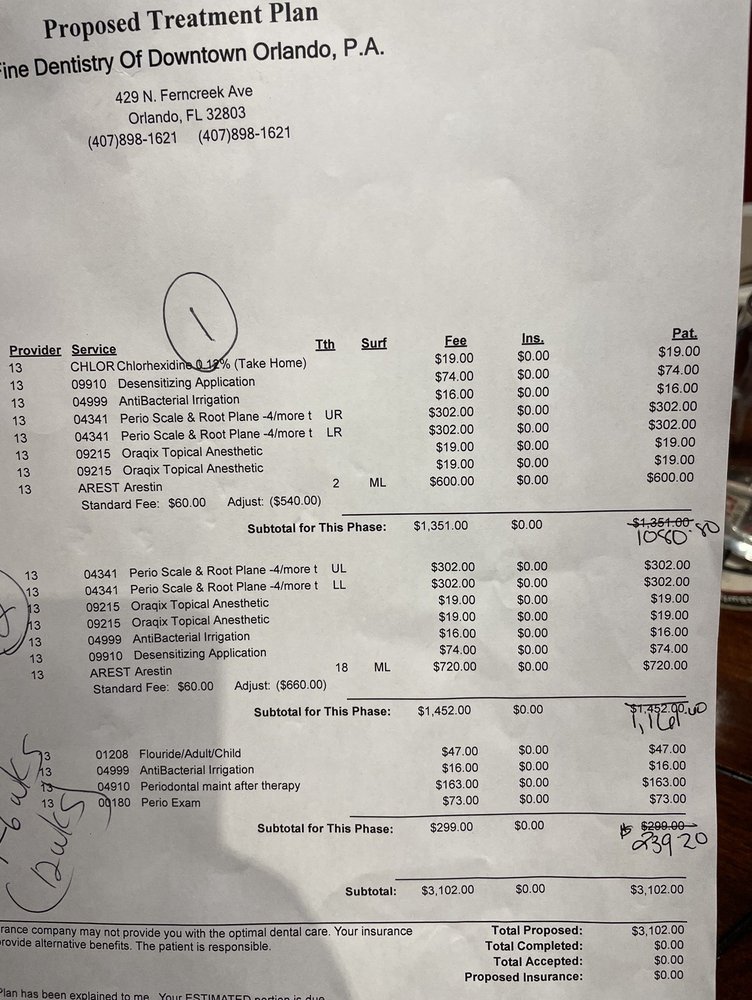 Proposed Treatment Plan
Fine Dentistry Of Downtown Orlando, P.A.
429 N. Ferncreek Ave
Orlando, FL 32803
(407)898-1621 (407)898-1621
1
Provider Service Tth Surf Fee Ins. Pat.
13 CHLOR Chlorhexidine 0.12% (Take Home) $19.00 $0.00 $19.00
13 09910 Desensitizing Application $74.00 $0.00 $74.00
13 04999 AntiBacterial Irrigation $16.00 $0.00 $16.00
13 04341 Perio Scale & Root Plane -4/more t UR $302.00 $0.00 $302.00
13 04341 Perio Scale & Root Plane -4/more t LR $302.00 $0.00 $302.00
13 09215 Oraqix Topical Anesthetic $19.00 $0.00 $19.00
13 09215 Oraqix Topical Anesthetic $19.00 $0.00 $19.00
13 AREST Arestin 2 ML $600.00 $0.00 $600.00
Standard Fee: $60.00 Adjust: ($540.00)
Subtotal for This Phase: $1,351.00 $0.00 $1,351.00
1080.80
13 04341 Perio Scale & Root Plane -4/more t UL $302.00 $0.00 $302.00
13 04341 Perio Scale & Root Plane -4/more t LL $302.00 $0.00 $302.00
13 09215 Oraqix Topical Anesthetic $19.00 $0.00 $19.00
13 09215 Oraqix Topical Anesthetic $19.00 $0.00 $19.00
13 04999 AntiBacterial Irrigation $16.00 $0.00 $16.00
13 09910 Desensitizing Application $74.00 $0.00 $74.00
13 AREST Arestin 18 ML $720.00 $0.00 $720.00
Standard Fee: $60.00 Adjust: ($660.00)
Subtotal for This Phase: $1,452.00 $0.00 $1,452.00
1,161.60
13 01208 Flouride/Adult/Child $47.00 $0.00 $47.00
13 04999 AntiBacterial Irrigation $16.00 $0.00 $16.00
13 04910 Periodontal maint after therapy $163.00 $0.00 $163.00
13 00180 Perio Exam $73.00 $0.00 $73.00
6 wks
12 wks
Subtotal for This Phase: $299.00 $0.00 $299.00
$ 239.20
Subtotal: $3,102.00 $0.00 $3,102.00
rance company may not provide you with the optimal dental care. Your insurance
rovide alternative benefits. The patient is responsible.
Total Proposed: $3,102.00
Total Completed: $0.00
Total Accepted: $0.00
Proposed Insurance: $0.00
Plan has been explained to me. Your ESTIMATED portion is due